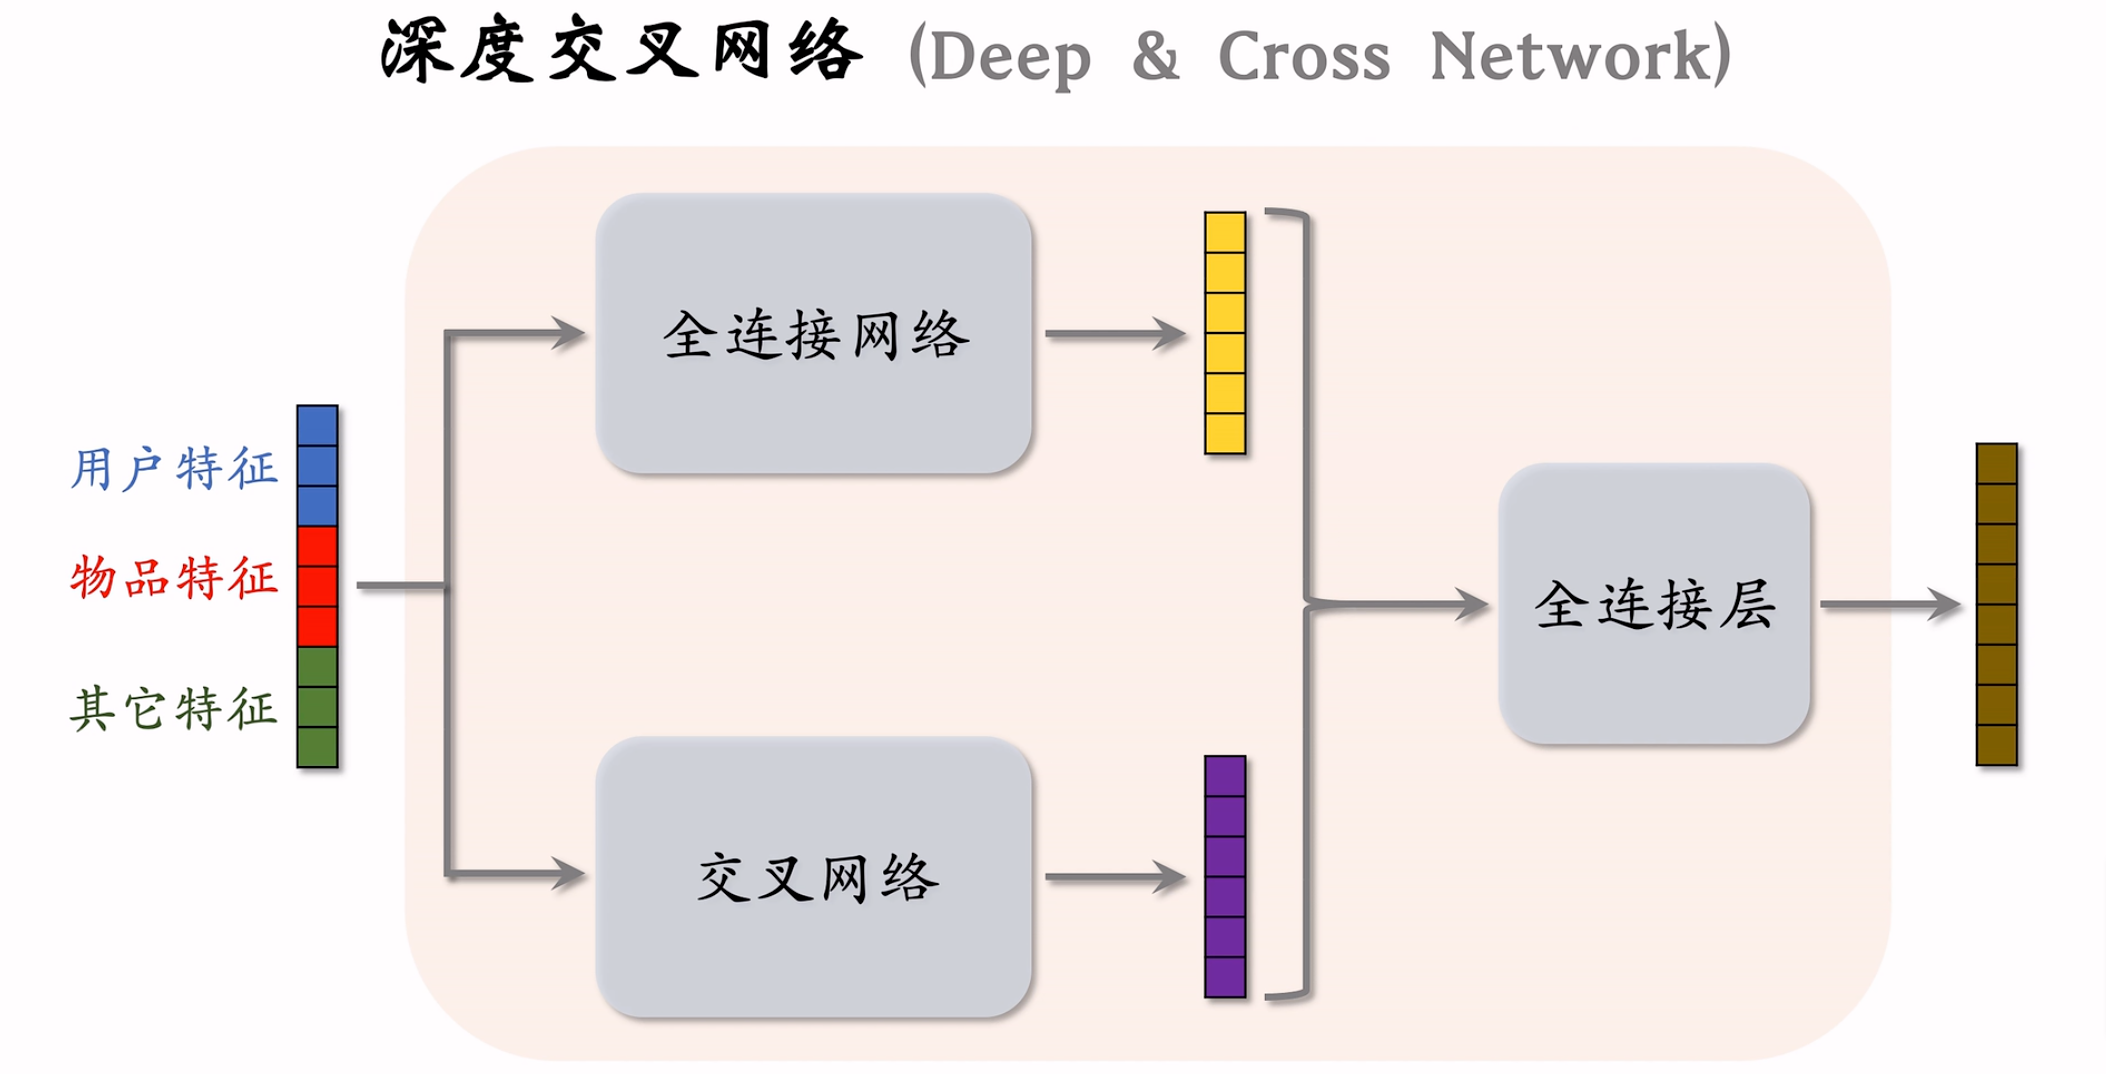 深度交叉网络 (Deep & Cross Network)
全连接网络
用户特征
物品特征
其它特征
全连接层
交叉网络